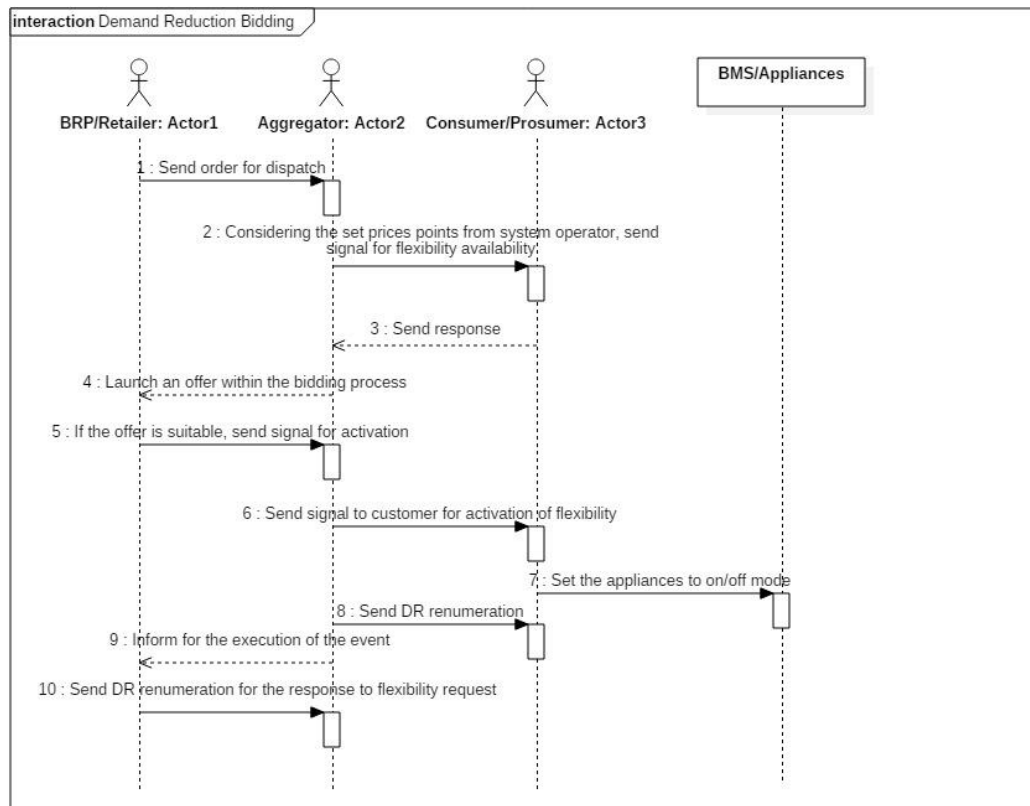 interaction Demand Reduction Bidding
BRP/Retailer: Actor1
Aggregator: Actor2
Consumer/Prosumer: Actor3
BMS/Appliances
1 : Send order for dispatch
2 : Considering the set prices points from system operator, send
signal for flexibility availability
3 : Send response
4 : Launch an offer within the bidding process
5 : If the offer is suitable, send signal for activation
6 : Send signal to customer for activation of flexibility
7 : Set the appliances to on/off mode
8 : Send DR renumeration
9 : Inform for the execution of the event
10 : Send DR renumeration for the response to flexibility request